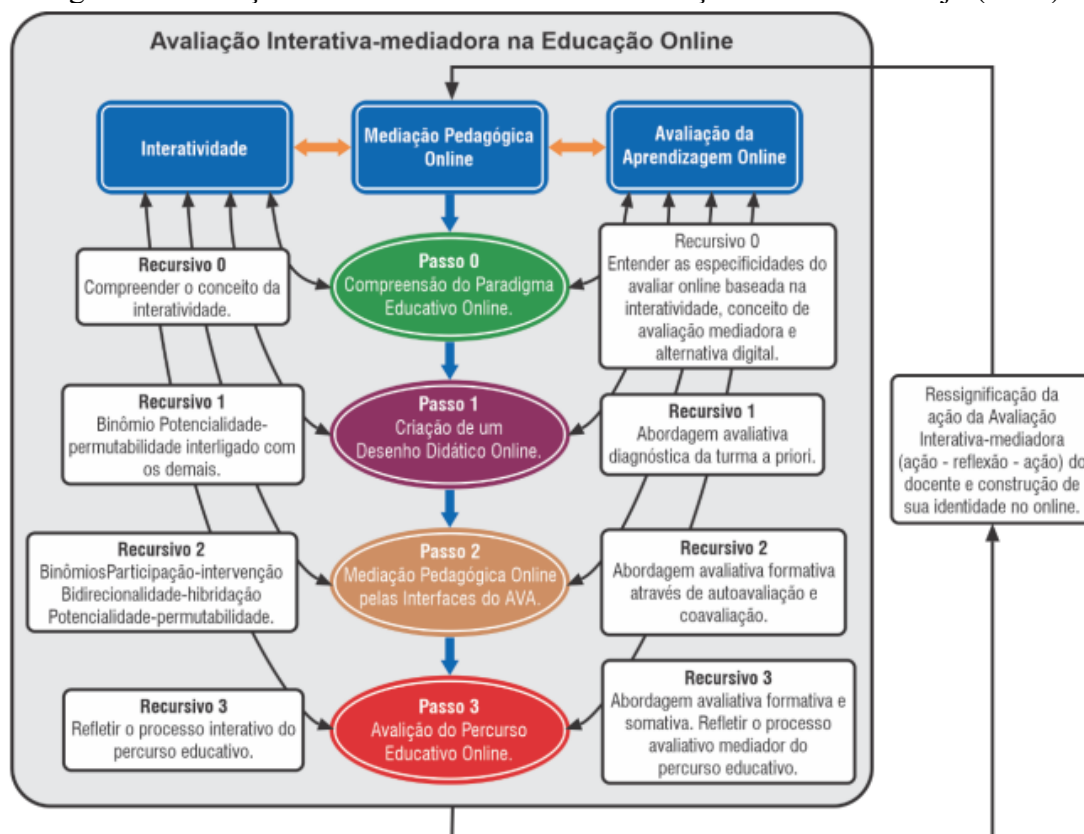 Avaliação Interativa-mediadora na Educação Online
Interatividade
Mediação Pedagógica
Online
Avaliação da
Aprendizagem Online
Recursivo 0
Compreender o conceito da
interatividade.
Passo 0
Compreensão do Paradigma
Educativo Online.
Recursivo 0
Entender as especificidades do
avaliar online baseada na
interatividade, conceito de
avaliação mediadora e
alternativa digital.
Recursivo 1
Binômio Potencialidade-
permutabilidade interligado com
os demais.
Passo 1
Criação de um
Desenho Didático Online.
Recursivo 1
Abordagem avaliativa
diagnóstica da turma a priori.
Recursivo 2
BinômiosParticipação-intervenção
Bidirecionalidade-hibridação
Potencialidade-permutabilidade.
Passo 2
Mediação Pedagógica Online
pelas Interfaces do AVA.
Recursivo 2
Abordagem avaliativa formativa
através de autoavaliação e
coavaliação.
Recursivo 3
Refletir o processo interativo do
percurso educativo.
Passo 3
Avalição do Percurso
Educativo Online.
Recursivo 3
Abordagem avaliativa formativa e
somativa. Refletir o processo
avaliativo mediador do
percurso educativo.
Ressignificação da
ação da Avaliação
Interativa-mediadora
(ação - reflexão - ação) do
docente e construção de
sua identidade no online.